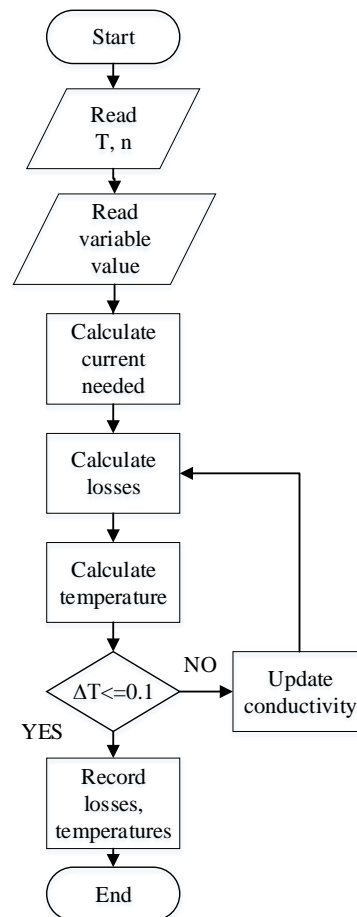 Start
Read
T, n
Read
variable
value
Calculate
current
needed
Calculate
losses
Calculate
temperature
ΔT<=0.1
NO
Update
conductivity
YES
Record
losses,
temperatures
End